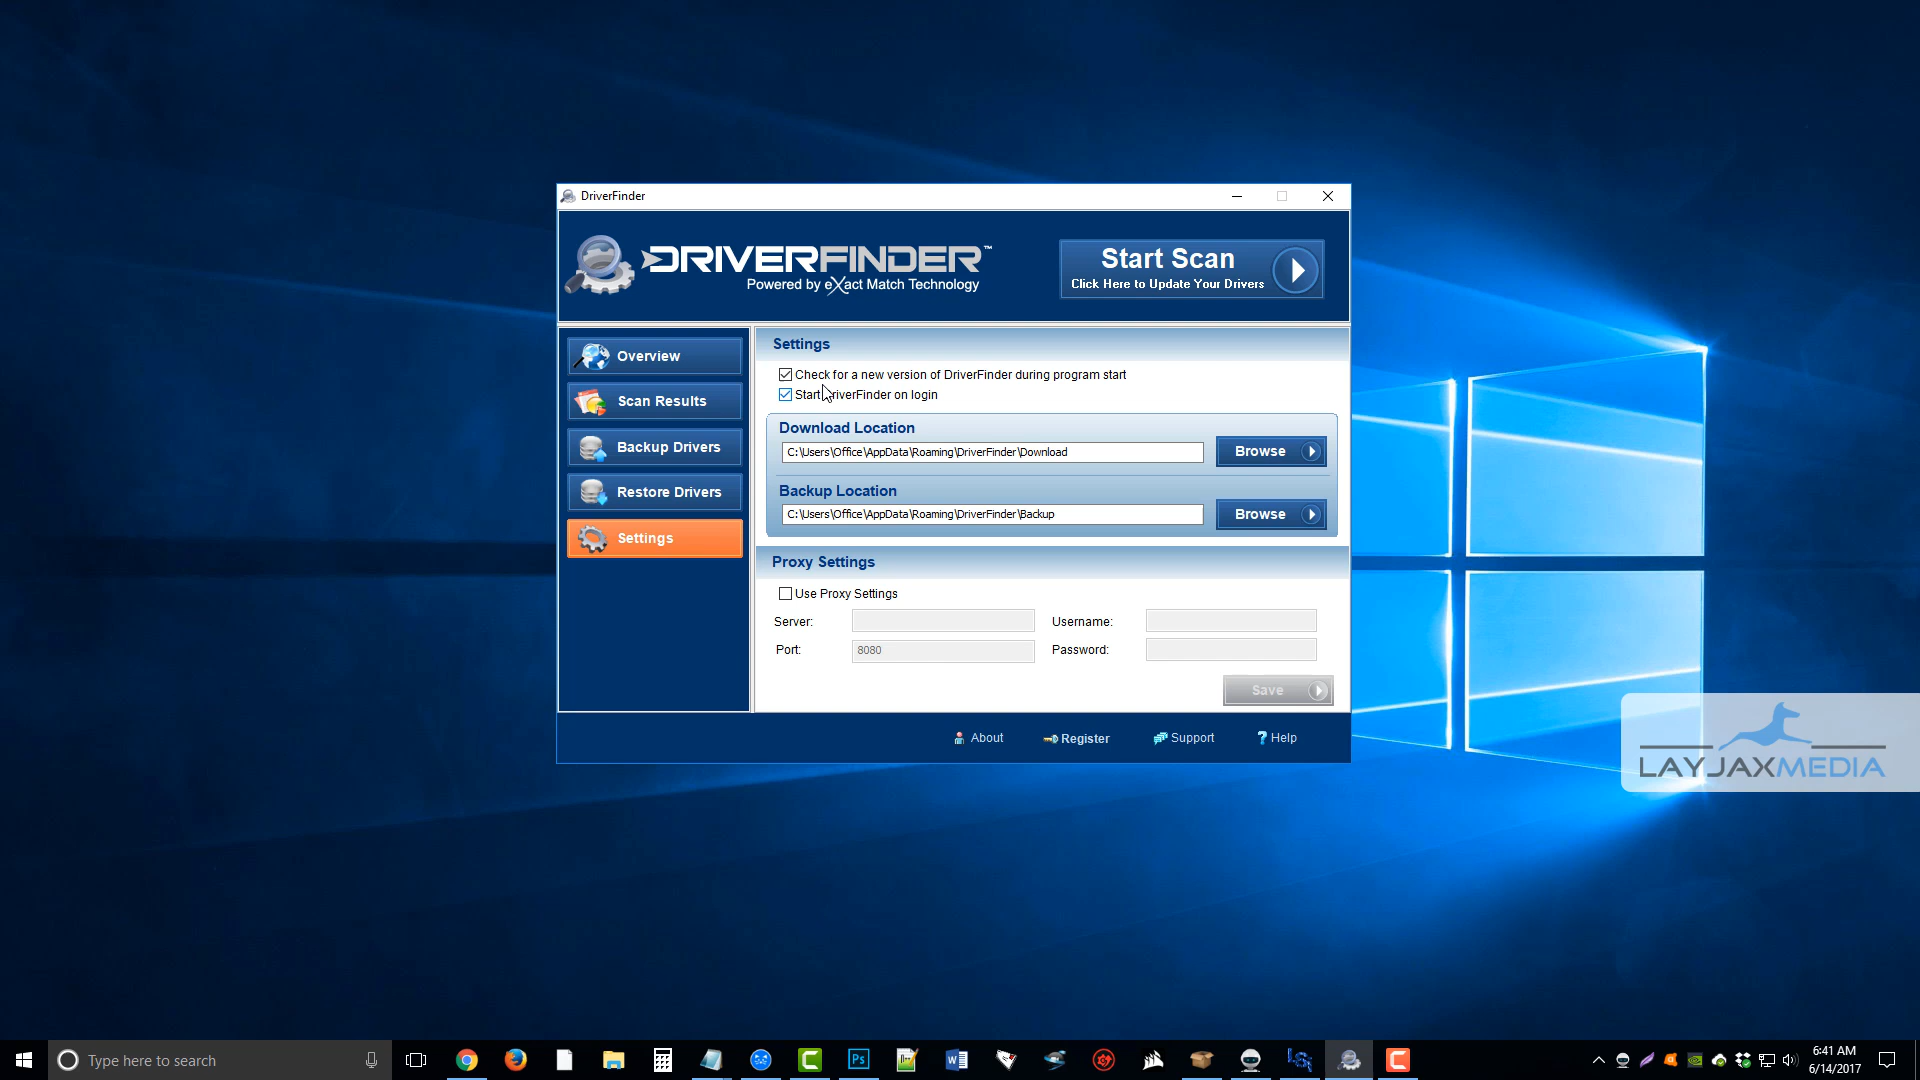 DriverFinder
DRIVERFINDER™
Powered by eXact Match Technology
Start Scan
Click Here to Update Your Drivers
Overview
Scan Results
Backup Drivers
Restore Drivers
Settings
Settings
Check for a new version of DriverFinder during program start
Start DriverFinder on login
Download Location
C:\Users\Office\AppData\Roaming\DriverFinder\Download
Browse
Backup Location
C:\Users\Office\AppData\Roaming\DriverFinder\Backup
Browse
Proxy Settings
Use Proxy Settings
Server:
Username:
Port:
8080
Password:
Save
About
Register
Support
Help
LAYJAXMEDIA
Type here to search
Ps
6:41 AM
6/14/2017